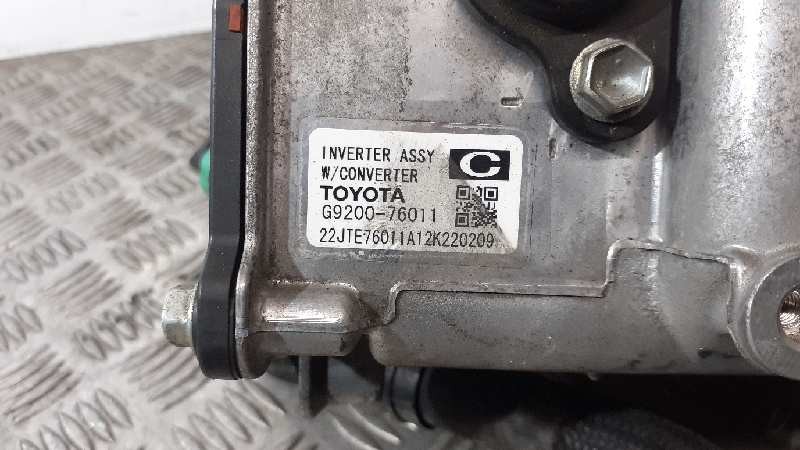 INVERTER ASSY C
W/CONVERTER
TOYOTA
G9200-76011
22JTE76011A12K220209